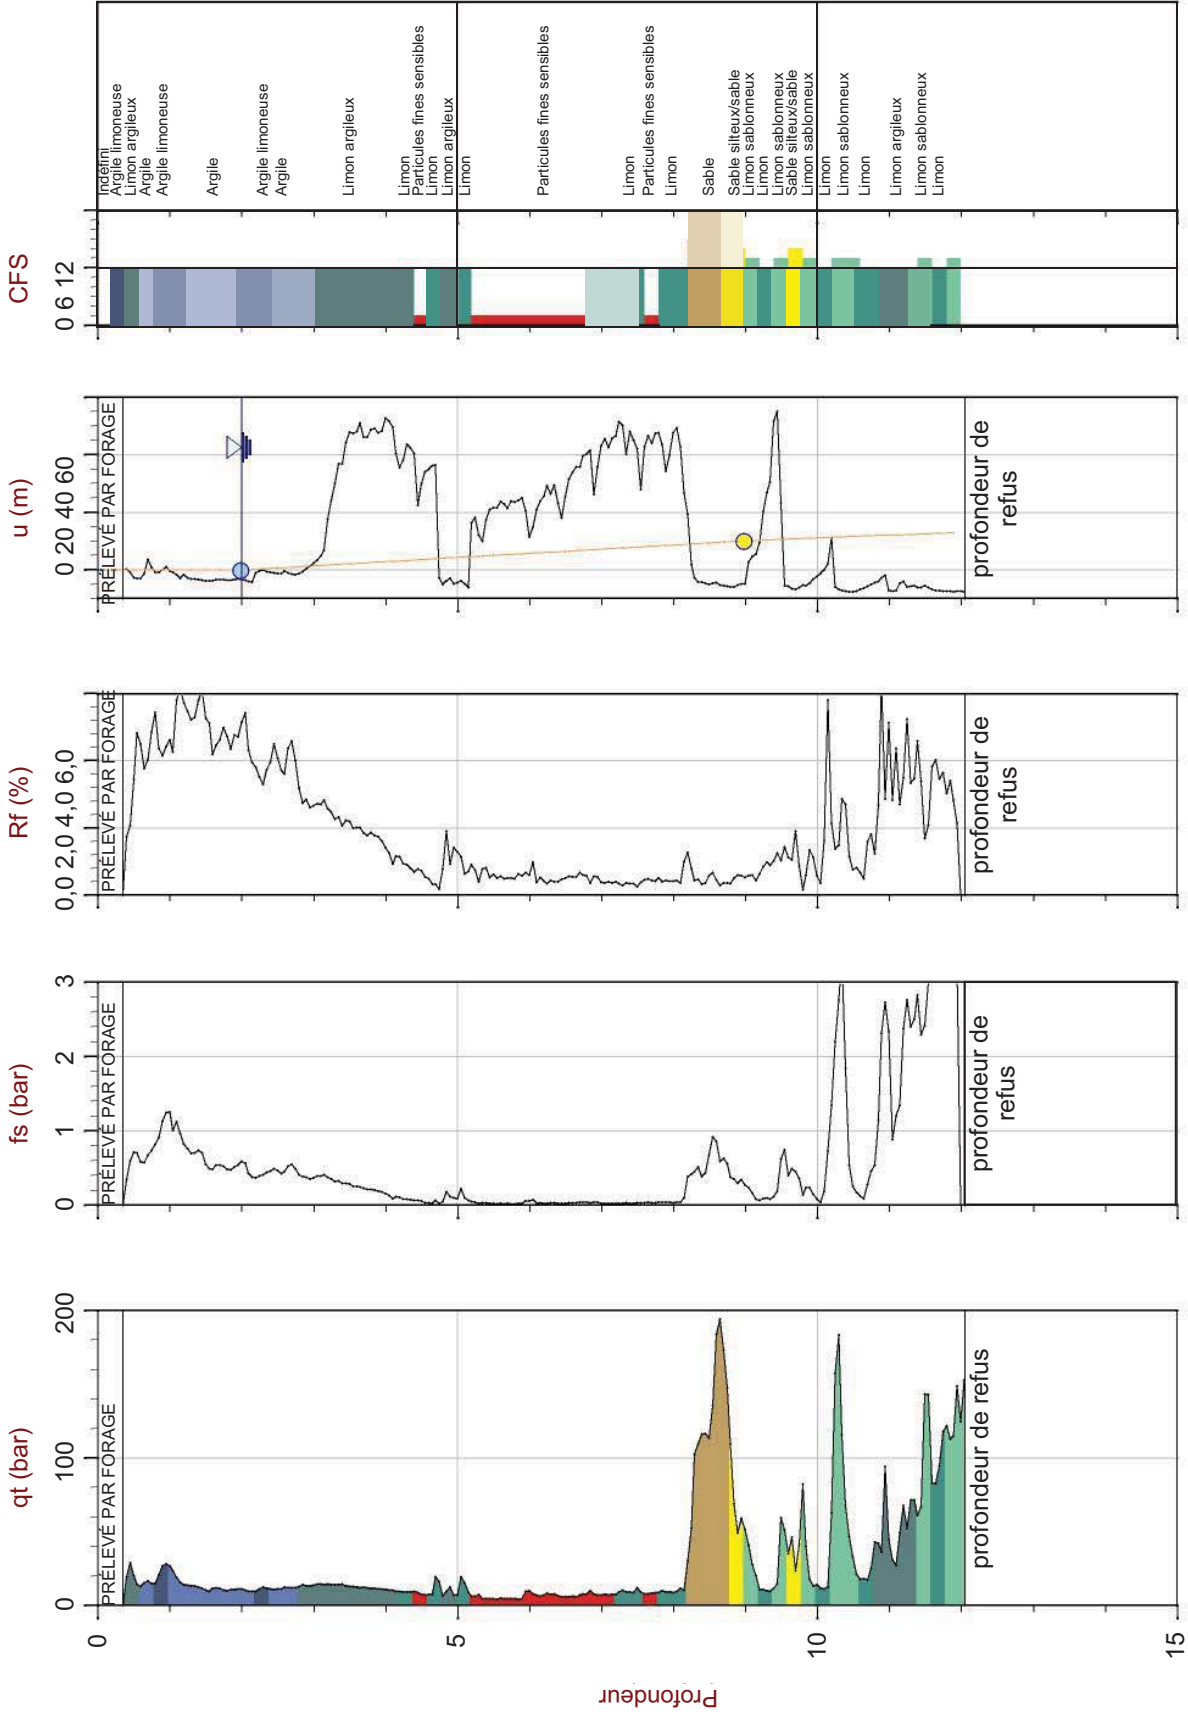 CFS
0 6 12
Indéfini
Argile limoneuse
Limon argileux
Argile
Argile limoneuse
Argile
Argile limoneuse
Argile
Limon argileux
Limon
Particules fines sensibles
Limon
Limon argileux
Limon
Particules fines sensibles
Limon
Particules fines sensibles
Limon
Sable
Sable silteux/sable
Limon sablonneux
Limon
Limon sablonneux
Sable silteux/sable
Limon sablonneux
Limon
Limon sablonneux
Limon
Limon argileux
Limon sablonneux
Limon
u (m)
0 20 40 60
PRÉLEVÉ PAR FORAGE
profondeur de
refus
Rf (%)
0,0 2,0 4,0 6,0
PRÉLEVÉ PAR FORAGE
profondeur de
refus
fs (bar)
0 1 2 3
PRÉLEVÉ PAR FORAGE
profondeur de
refus
qt (bar)
0 100 200
PRÉLEVÉ PAR FORAGE
profondeur de refus
0 5 10 15
Profondeur